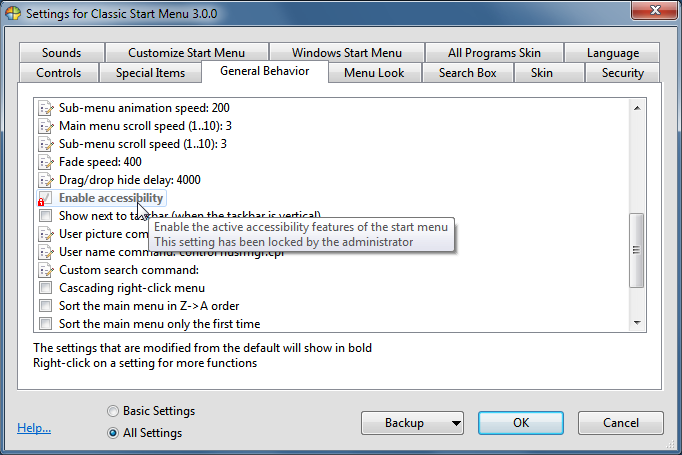 Settings for Classic Start Menu 3.0.0
Sounds
Customize Start Menu
Windows Start Menu
All Programs Skin
Language
Controls
Special Items
General Behavior
Menu Look
Search Box
Skin
Security
Sub-menu animation speed: 200
Main menu scroll speed (1..10): 3
Sub-menu scroll speed (1..10): 3
Fade speed: 400
Drag/drop hide delay: 4000
Enable accessibility
Show next to taskbar (when the taskbar is vertical)
Enable the active accessibility features of the start menu
This setting has been locked by the administrator
User picture com
User name command: control nusrmgr.cpl
Custom search command:
Cascading right-click menu
Sort the main menu in Z->A order
Sort the main menu only the first time
The settings that are modified from the default will show in bold
Right-click on a setting for more functions
Help...
Basic Settings
All Settings
Backup
OK
Cancel